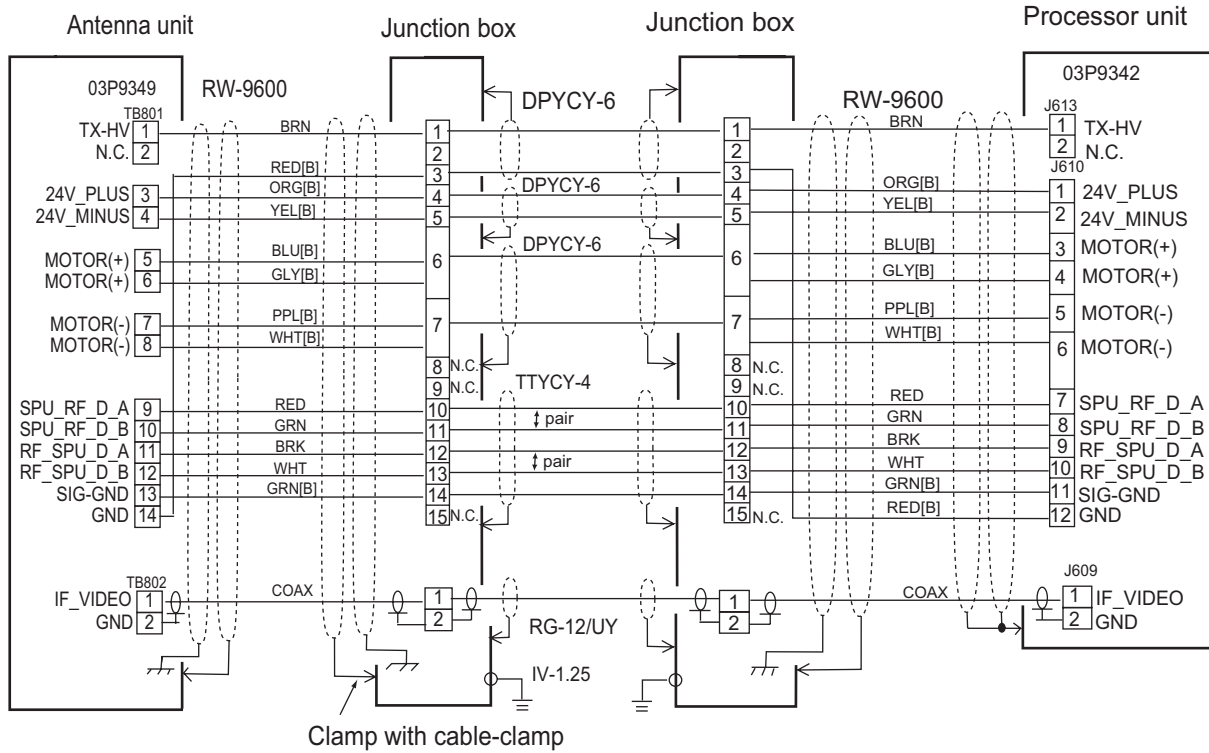 Antenna unit
Junction box
Junction box
Processor unit
03P9349
RW-9600
DPYCY-6
RW-9600
03P9342
TB801
TX-HV 1
N.C. 2
BRN
1
2
1
2
BRN
J613
1 TX-HV
2 N.C.
RED[B]
3
DPYCY-6
3
J610
24V_PLUS 3
ORG[B]
4
4
ORG[B]
1 24V_PLUS
24V_MINUS 4
YEL[B]
5
5
YEL[B]
2 24V_MINUS
DPYCY-6
MOTOR(+) 5
BLU[B]
6
6
BLU[B]
3 MOTOR(+)
MOTOR(+) 6
GLY[B]
GLY[B]
4 MOTOR(+)
MOTOR(-) 7
PPL[B]
7
7
PPL[B]
5 MOTOR(-)
MOTOR(-) 8
WHT[B]
WHT[B]
6 MOTOR(-)
8 N.C.
8 N.C.
9 N.C.
TTYCY-4
9 N.C.
SPU_RF_D_A 9
RED
10
pair
10
RED
7 SPU_RF_D_A
SPU_RF_D_B 10
GRN
11
11
GRN
8 SPU_RF_D_B
RF_SPU_D_A 11
BRK
12
pair
12
BRK
9 RF_SPU_D_A
RF_SPU_D_B 12
WHT
13
13
WHT
10 RF_SPU_D_B
SIG-GND 13
GRN[B]
14
14
GRN[B]
11 SIG-GND
GND 14
15 N.C.
15 N.C.
RED[B]
12 GND
TB802
IF_VIDEO 1
GND 2
COAX
1
2
1
2
COAX
J609
1 IF_VIDEO
2 GND
RG-12/UY
IV-1.25
Clamp with cable-clamp